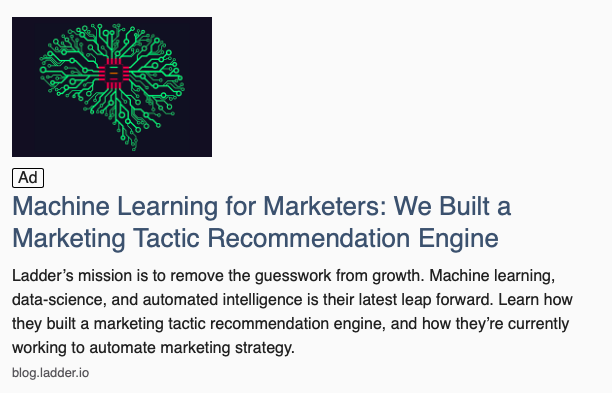 Ad
Machine Learning for Marketers: We Built a
Marketing Tactic Recommendation Engine
Ladder’s mission is to remove the guesswork from growth. Machine learning,
data-science, and automated intelligence is their latest leap forward. Learn how
they built a marketing tactic recommendation engine, and how they’re currently
working to automate marketing strategy.
blog.ladder.io